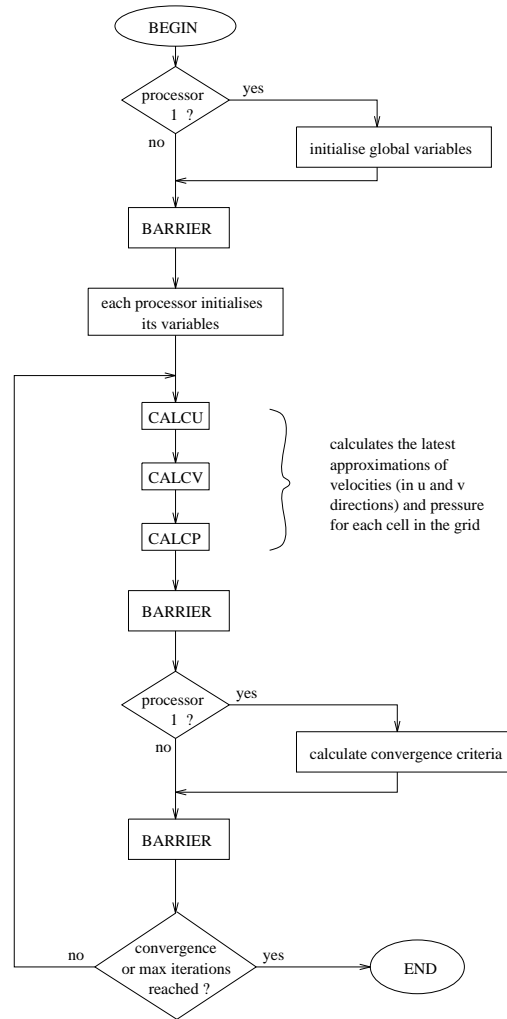 BEGIN
processor
1 ?
yes
no
initialise global variables
BARRIER
each processor initialises
its variables
CALCU
CALCV
CALCP
calculates the latest
approximations of
velocities (in u and v
directions) and pressure
for each cell in the grid
BARRIER
processor
1 ?
yes
no
calculate convergence criteria
BARRIER
no
convergence
or max iterations
reached ?
yes
END